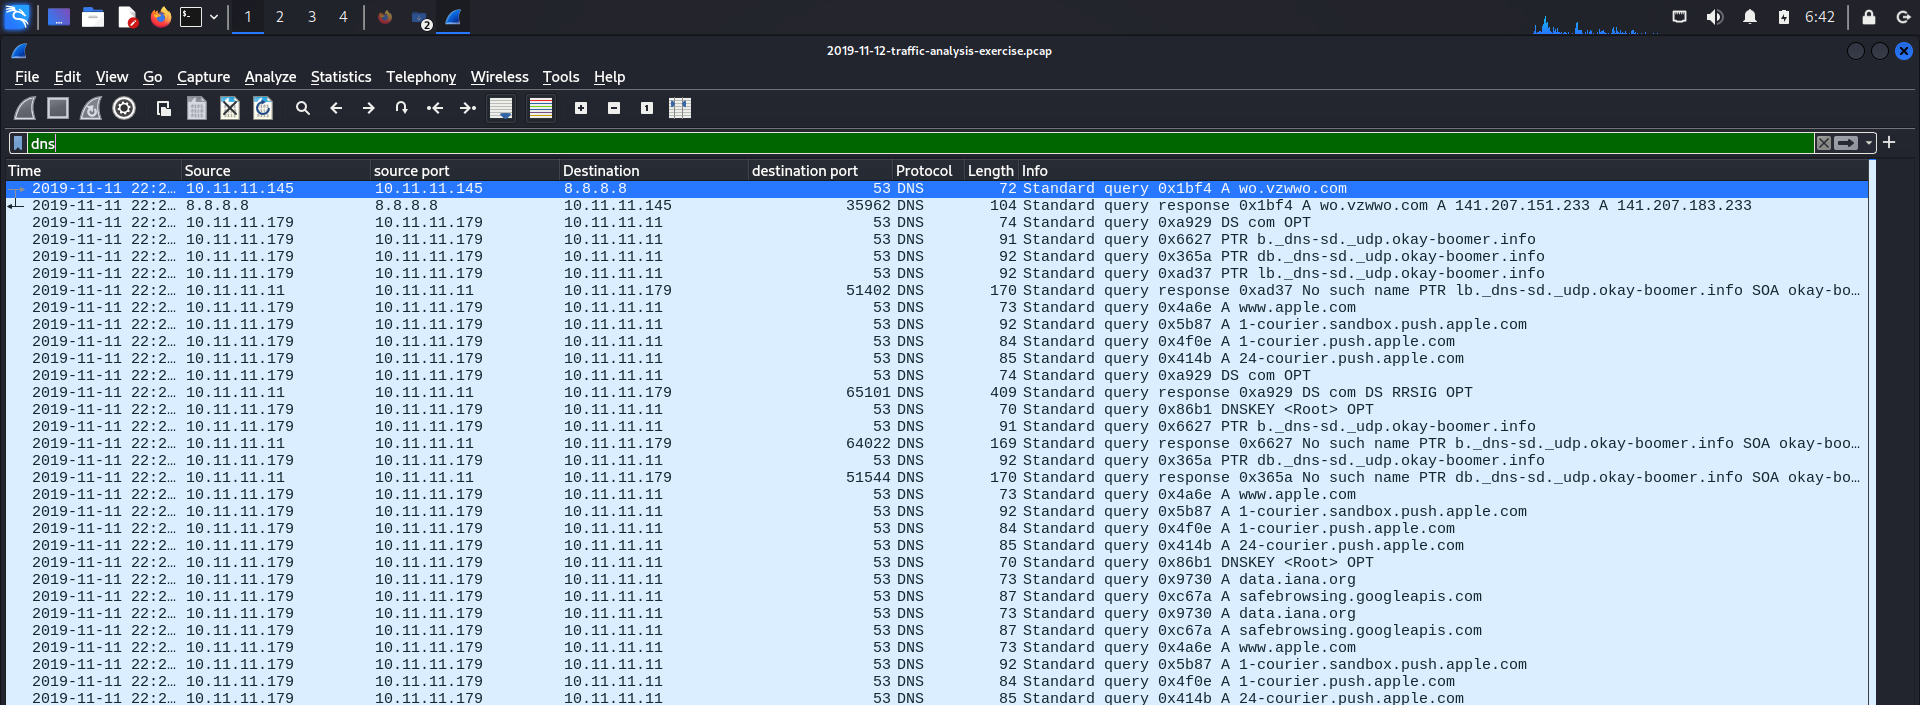 1 2 3 4 2 6:42
2019-11-12-traffic-analysis-exercise.pcap
File Edit View Go Capture Analyze Statistics Telephony Wireless Tools Help
dns
Time Source source port Destination destination port Protocol Length Info
2019-11-11 22:2… 10.11.11.145 10.11.11.145 8.8.8.8 53 DNS 72 Standard query 0x1bf4 A wo.vzwwo.com
2019-11-11 22:2… 8.8.8.8 8.8.8.8 10.11.11.145 35962 DNS 104 Standard query response 0x1bf4 A wo.vzwwo.com A 141.207.151.233 A 141.207.183.233
2019-11-11 22:2… 10.11.11.179 10.11.11.179 10.11.11.11 53 DNS 74 Standard query 0xa929 DS com OPT
2019-11-11 22:2… 10.11.11.179 10.11.11.179 10.11.11.11 53 DNS 91 Standard query 0x6627 PTR b._dns-sd._udp.okay-boomer.info
2019-11-11 22:2… 10.11.11.179 10.11.11.179 10.11.11.11 53 DNS 92 Standard query 0x365a PTR db._dns-sd._udp.okay-boomer.info
2019-11-11 22:2… 10.11.11.179 10.11.11.179 10.11.11.11 53 DNS 92 Standard query 0xad37 PTR lb._dns-sd._udp.okay-boomer.info
2019-11-11 22:2… 10.11.11.11 10.11.11.11 10.11.11.179 51402 DNS 170 Standard query response 0xad37 No such name PTR lb._dns-sd._udp.okay-boomer.info SOA okay-bo…
2019-11-11 22:2… 10.11.11.179 10.11.11.179 10.11.11.11 53 DNS 73 Standard query 0x4a6e A www.apple.com
2019-11-11 22:2… 10.11.11.179 10.11.11.179 10.11.11.11 53 DNS 92 Standard query 0x5b87 A 1-courier.sandbox.push.apple.com
2019-11-11 22:2… 10.11.11.179 10.11.11.179 10.11.11.11 53 DNS 84 Standard query 0x4f0e A 1-courier.push.apple.com
2019-11-11 22:2… 10.11.11.179 10.11.11.179 10.11.11.11 53 DNS 85 Standard query 0x414b A 24-courier.push.apple.com
2019-11-11 22:2… 10.11.11.179 10.11.11.179 10.11.11.11 53 DNS 74 Standard query 0xa929 DS com OPT
2019-11-11 22:2… 10.11.11.11 10.11.11.11 10.11.11.179 65101 DNS 409 Standard query response 0xa929 DS com DS RRSIG OPT
2019-11-11 22:2… 10.11.11.179 10.11.11.179 10.11.11.11 53 DNS 70 Standard query 0x86b1 DNSKEY <Root> OPT
2019-11-11 22:2… 10.11.11.179 10.11.11.179 10.11.11.11 53 DNS 91 Standard query 0x6627 PTR b._dns-sd._udp.okay-boomer.info
2019-11-11 22:2… 10.11.11.11 10.11.11.11 10.11.11.179 64022 DNS 169 Standard query response 0x6627 No such name PTR b._dns-sd._udp.okay-boomer.info SOA okay-boo…
2019-11-11 22:2… 10.11.11.179 10.11.11.179 10.11.11.11 53 DNS 92 Standard query 0x365a PTR db._dns-sd._udp.okay-boomer.info
2019-11-11 22:2… 10.11.11.11 10.11.11.11 10.11.11.179 51544 DNS 170 Standard query response 0x365a No such name PTR db._dns-sd._udp.okay-boomer.info SOA okay-bo…
2019-11-11 22:2… 10.11.11.179 10.11.11.179 10.11.11.11 53 DNS 73 Standard query 0x4a6e A www.apple.com
2019-11-11 22:2… 10.11.11.179 10.11.11.179 10.11.11.11 53 DNS 92 Standard query 0x5b87 A 1-courier.sandbox.push.apple.com
2019-11-11 22:2… 10.11.11.179 10.11.11.179 10.11.11.11 53 DNS 84 Standard query 0x4f0e A 1-courier.push.apple.com
2019-11-11 22:2… 10.11.11.179 10.11.11.179 10.11.11.11 53 DNS 85 Standard query 0x414b A 24-courier.push.apple.com
2019-11-11 22:2… 10.11.11.179 10.11.11.179 10.11.11.11 53 DNS 70 Standard query 0x86b1 DNSKEY <Root> OPT
2019-11-11 22:2… 10.11.11.179 10.11.11.179 10.11.11.11 53 DNS 73 Standard query 0x9730 A data.iana.org
2019-11-11 22:2… 10.11.11.179 10.11.11.179 10.11.11.11 53 DNS 87 Standard query 0xc67a A safebrowsing.googleapis.com
2019-11-11 22:2… 10.11.11.179 10.11.11.179 10.11.11.11 53 DNS 73 Standard query 0x9730 A data.iana.org
2019-11-11 22:2… 10.11.11.179 10.11.11.179 10.11.11.11 53 DNS 87 Standard query 0xc67a A safebrowsing.googleapis.com
2019-11-11 22:2… 10.11.11.179 10.11.11.179 10.11.11.11 53 DNS 73 Standard query 0x4a6e A www.apple.com
2019-11-11 22:2… 10.11.11.179 10.11.11.179 10.11.11.11 53 DNS 92 Standard query 0x5b87 A 1-courier.sandbox.push.apple.com
2019-11-11 22:2… 10.11.11.179 10.11.11.179 10.11.11.11 53 DNS 84 Standard query 0x4f0e A 1-courier.push.apple.com
2019-11-11 22:2… 10.11.11.179 10.11.11.179 10.11.11.11 53 DNS 85 Standard query 0x414b A 24-courier.push.apple.com